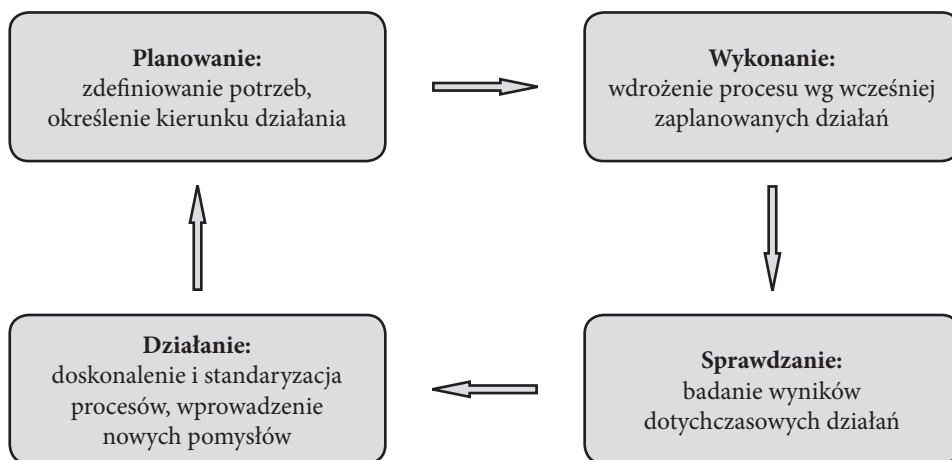 Planowanie:
zdefiniowanie potrzeb,
określenie kierunku działania
Wykonanie:
wdrożenie procesu wg wcześniej
zaplanowanych działań
Działanie:
doskonalenie i standaryzacja
procesów, wprowadzenie
nowych pomysłów
Sprawdzanie:
badanie wyników
dotychczasowych działań